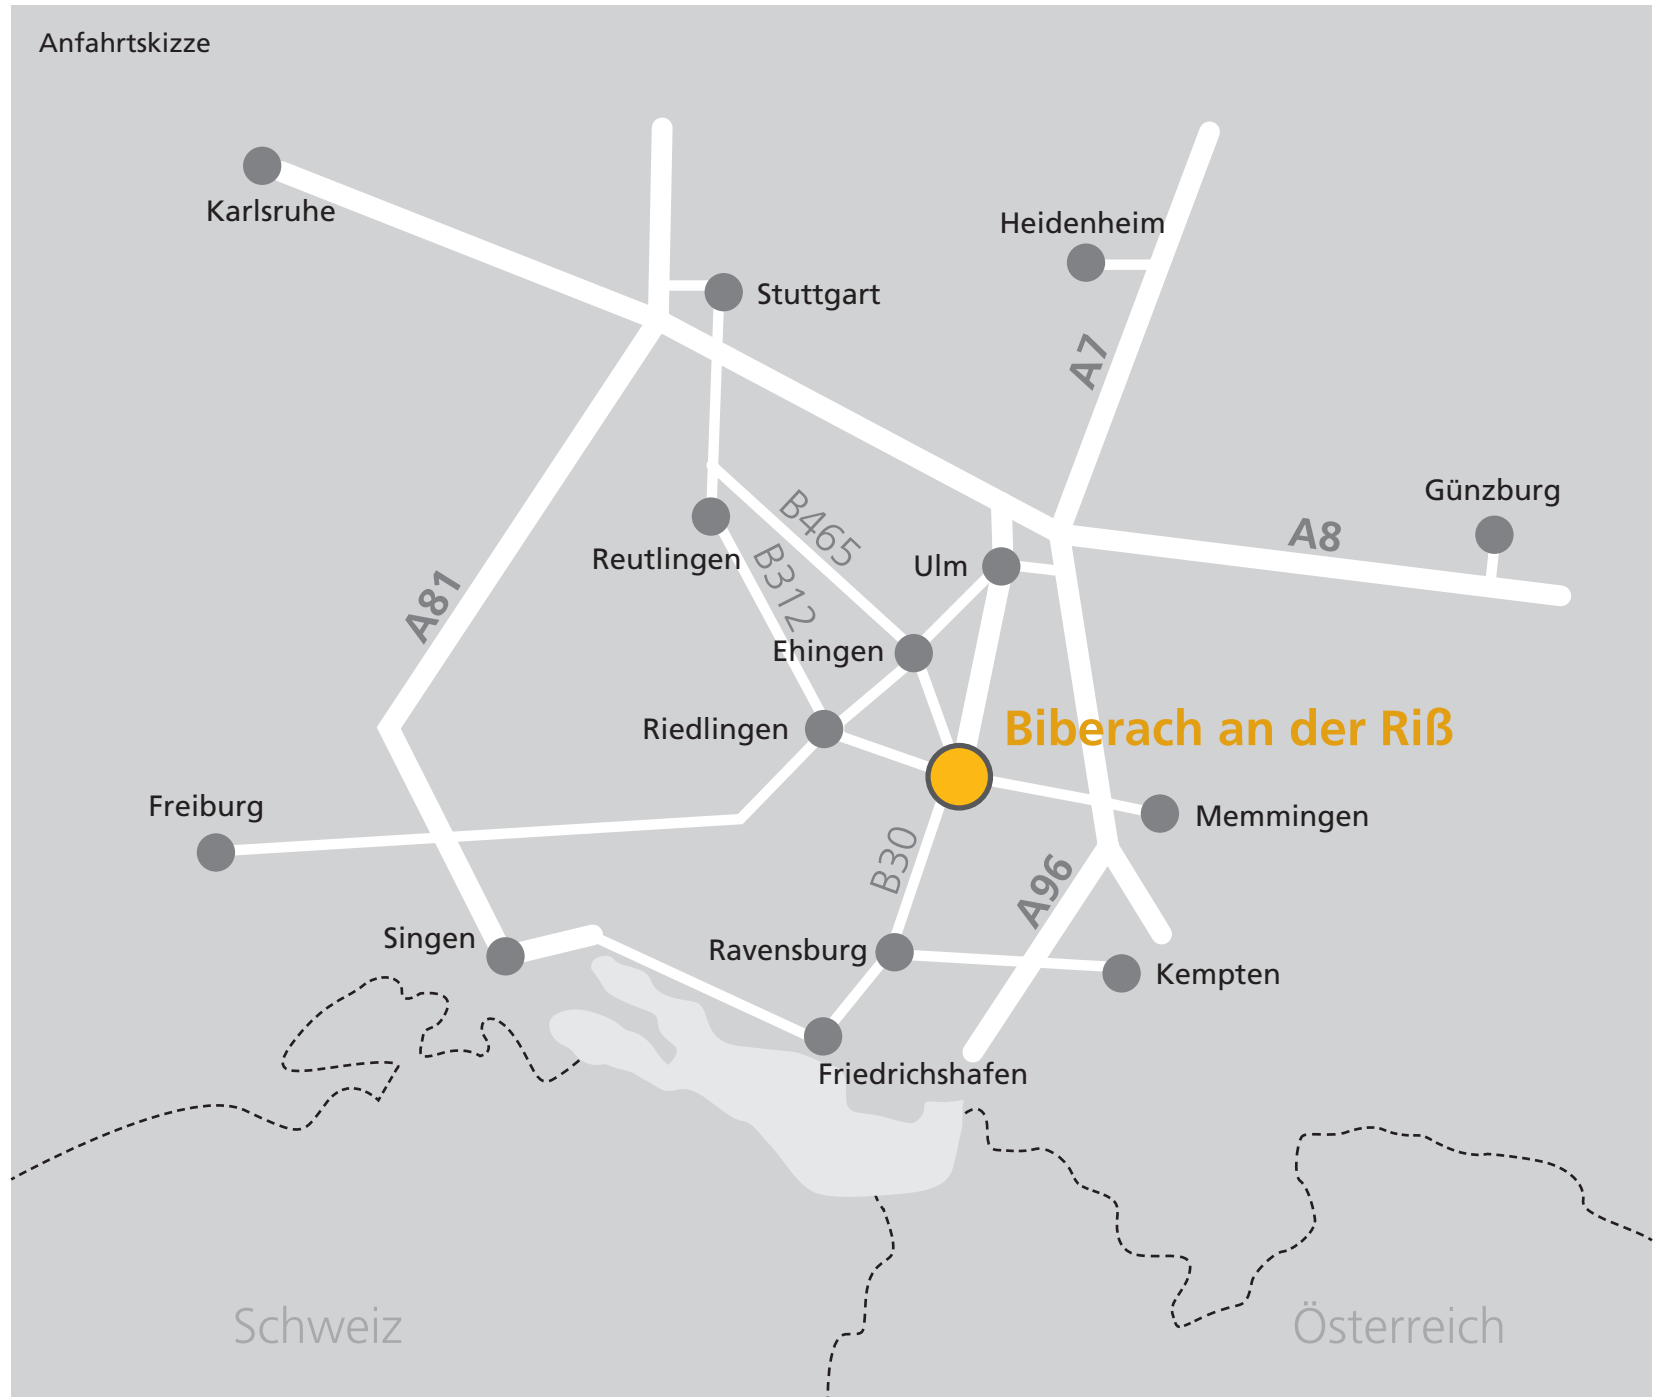 Anfahrtskizze
Karlsruhe
Heidenheim
Stuttgart
A7
Günzburg
A8
B465
Reutlingen
B312
Ulm
A81
Ehingen
Riedlingen
Biberach an der Riß
Freiburg
Memmingen
B30
A96
Singen
Ravensburg
Kempten
Friedrichshafen
Schweiz
Österreich